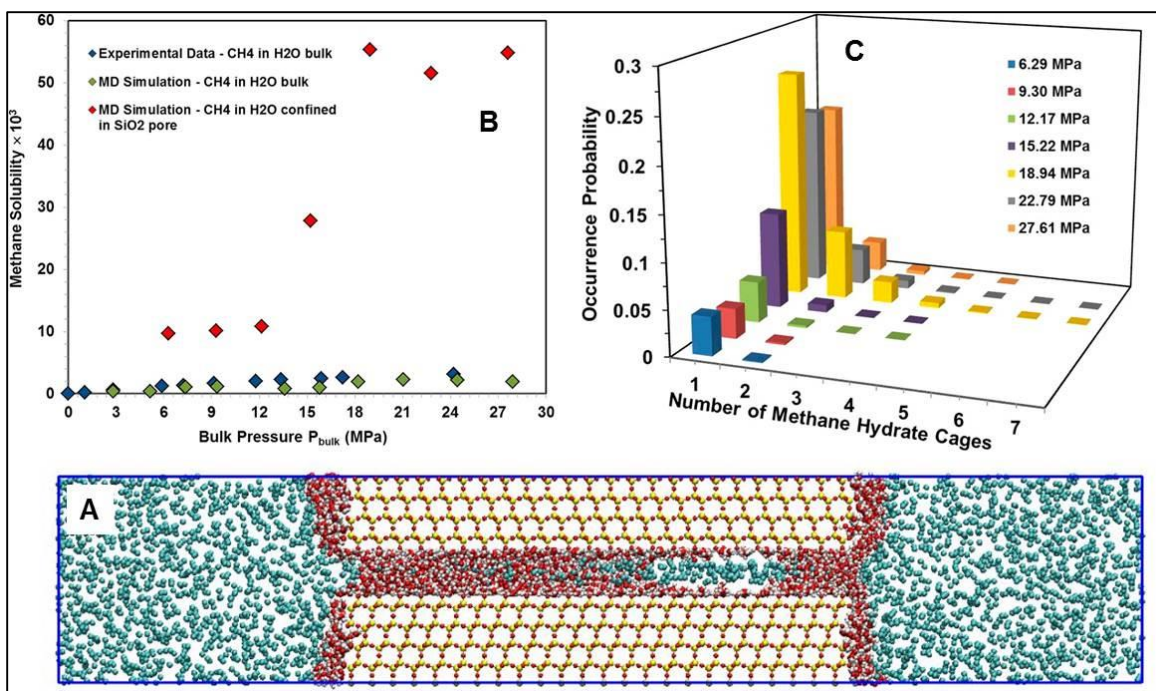 60
50
40
30
20
10
0
Methane Solubility × 10³
Experimental Data - CH4 in H2O bulk
MD Simulation - CH4 in H2O bulk
MD Simulation - CH4 in H2O confined
in SiO2 pore
B
0 3 6 9 12 15 18 21 24 27 30
Bulk Pressure Pbulk (MPa)
C
0.3
0.25
0.2
0.15
0.1
0.05
0
Occurrence Probability
6.29 MPa
9.30 MPa
12.17 MPa
15.22 MPa
18.94 MPa
22.79 MPa
27.61 MPa
1 2 3 4 5 6 7
Number of Methane Hydrate Cages
A